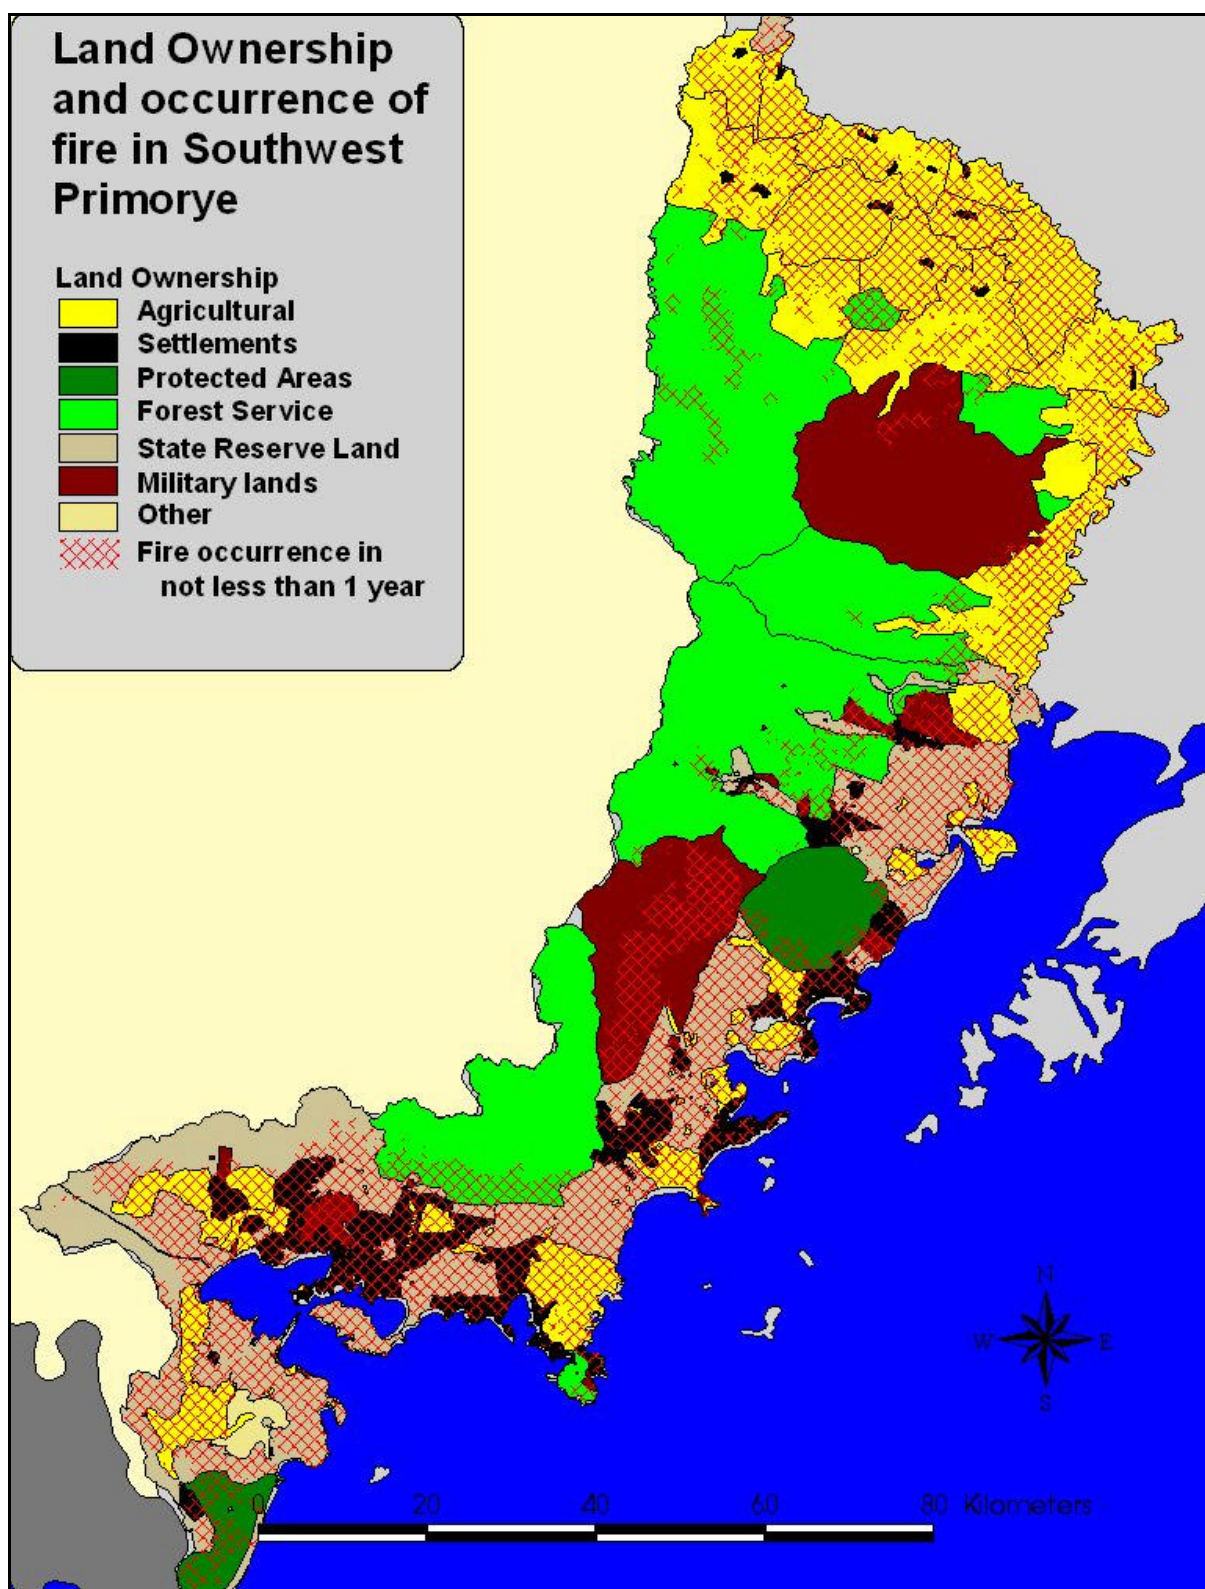 Land Ownership
and occurrence of
fire in Southwest
Primorye
Land Ownership
Agricultural
Settlements
Protected Areas
Forest Service
State Reserve Land
Military lands
Other
Fire occurrence in
not less than 1 year
N
W E
S
0 20 40 60 80 Kilometers